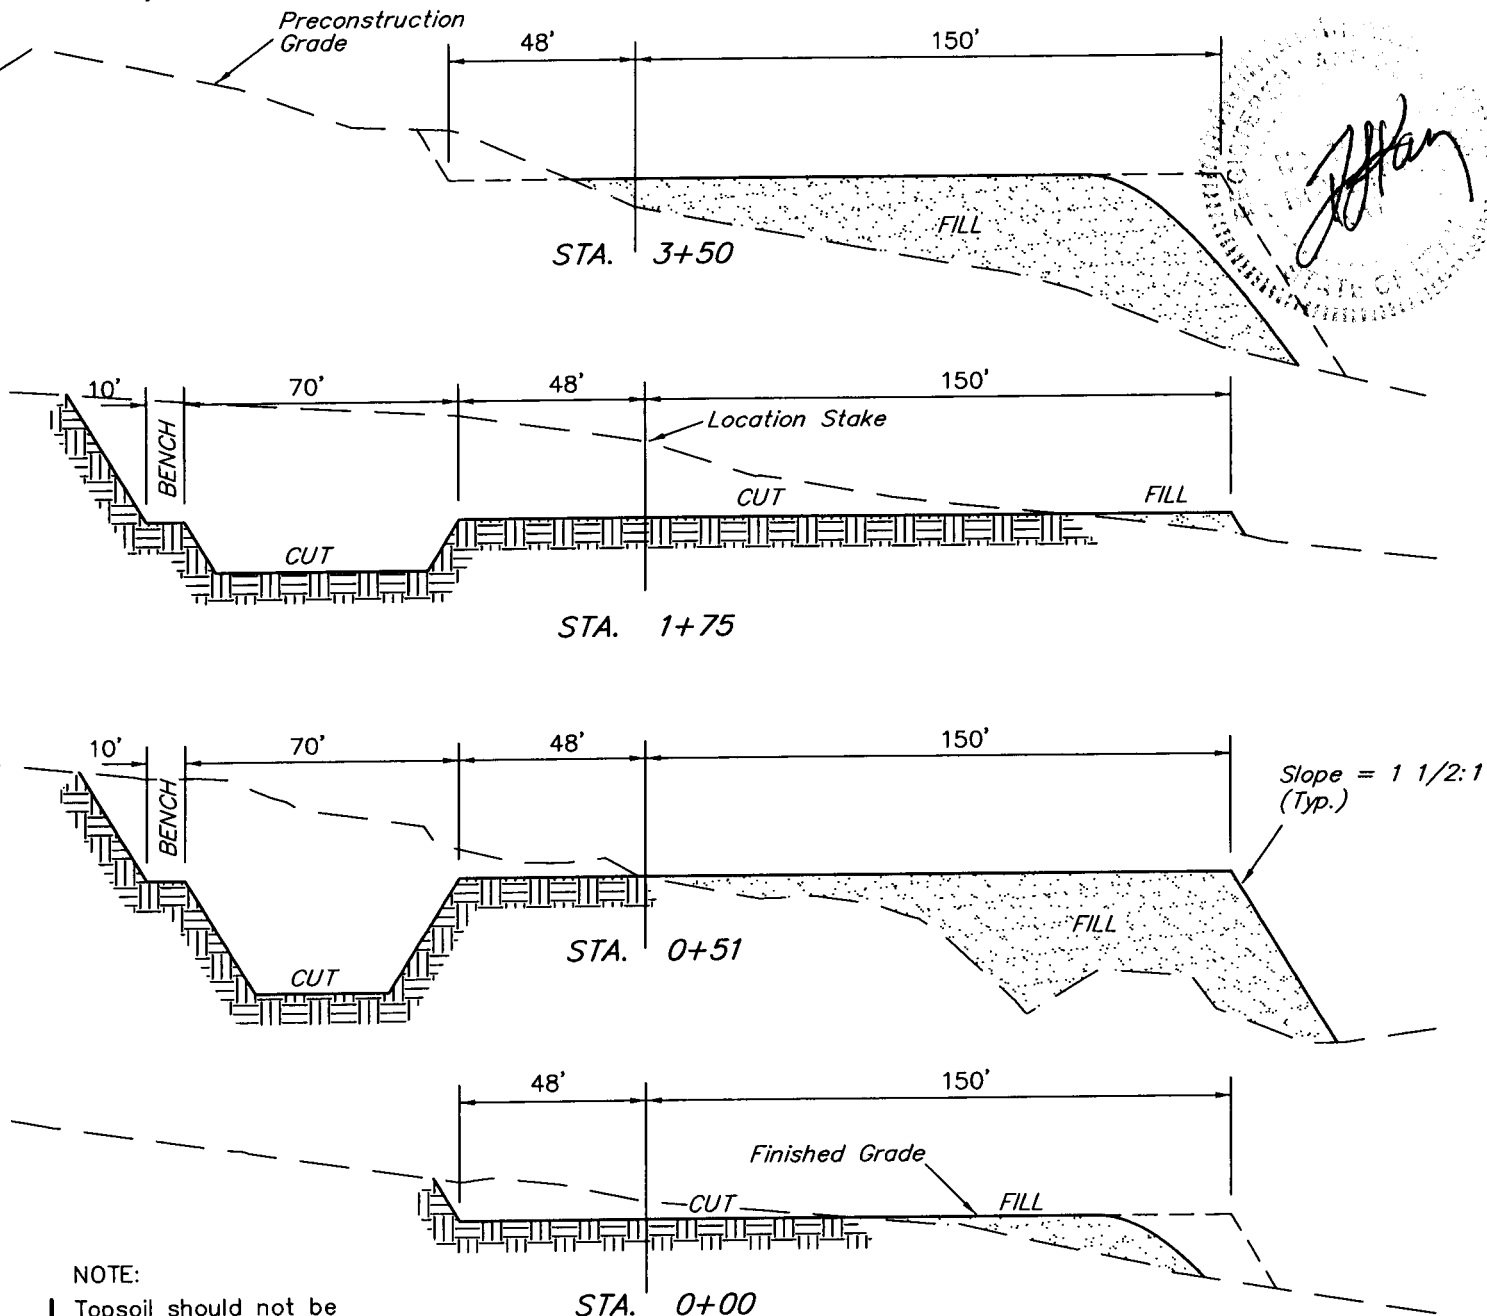 Preconstruction
Grade
48'
150'
FILL
STA. 3+50
10'
70'
48'
150'
BENCH
Location Stake
CUT
FILL
CUT
STA. 1+75
10'
70'
48'
150'
BENCH
Slope = 1 1/2:1
(Typ.)
FILL
CUT
STA. 0+51
48'
150'
Finished Grade
CUT
FILL
NOTE:
Topsoil should not be
STA. 0+00